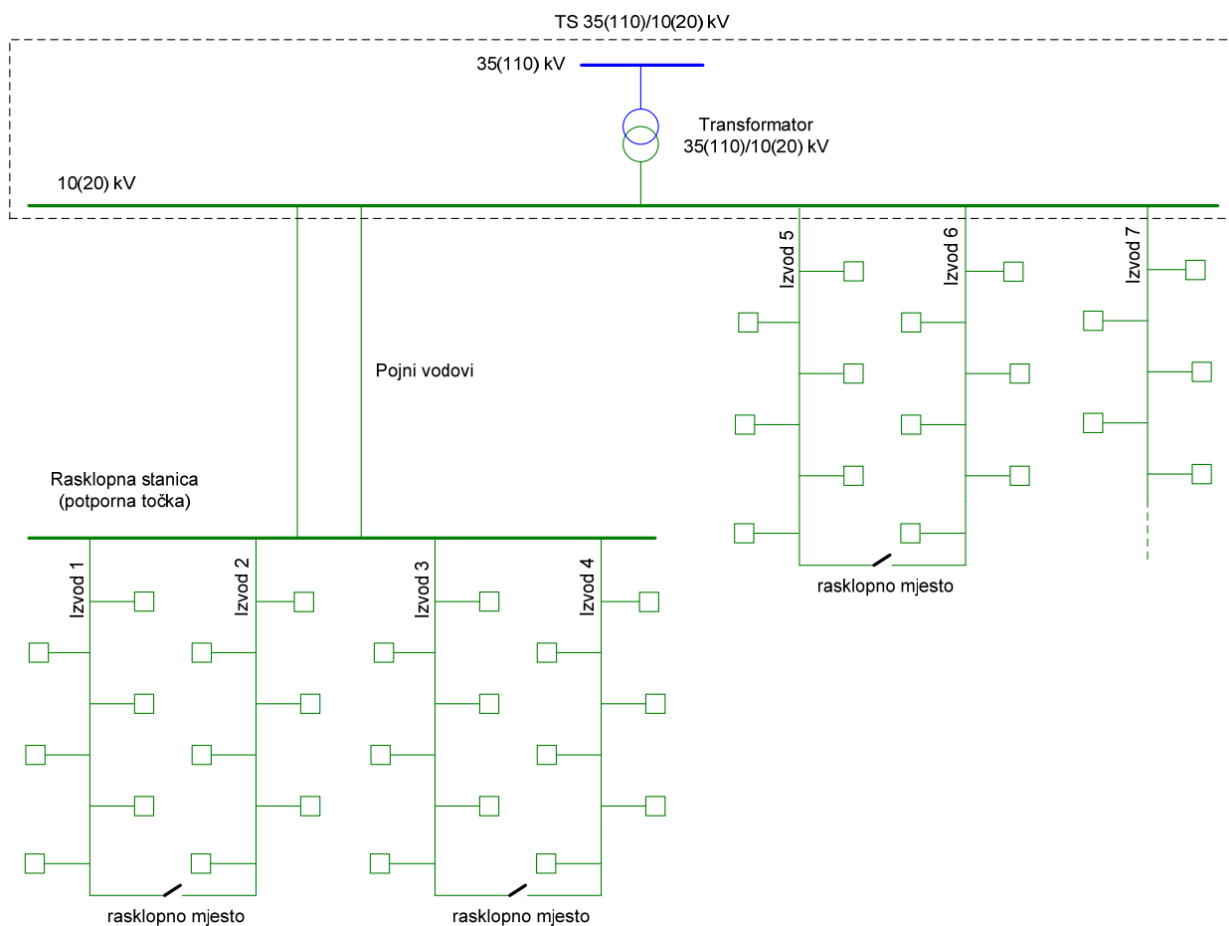 TS 35(110)/10(20) kV
35(110) kV
Transformator
35(110)/10(20) kV
10(20) kV
Izvod 5
Izvod 6
Izvod 7
Pojni vodovi
Rasklopna stanica
(potporna točka)
Izvod 1
Izvod 2
Izvod 3
Izvod 4
rasklopno mjesto
rasklopno mjesto
rasklopno mjesto